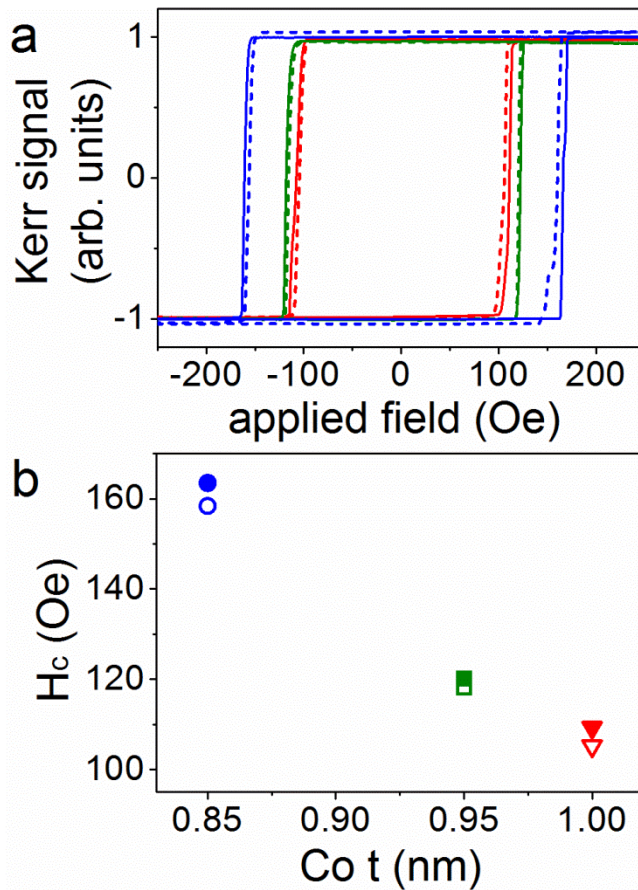 a
Kerr signal
(arb. units)
1
0
-1
-200 -100 0 100 200
applied field (Oe)
b
Hc (Oe)
160
140
120
100
0.85 0.90 0.95 1.00
Co t (nm)